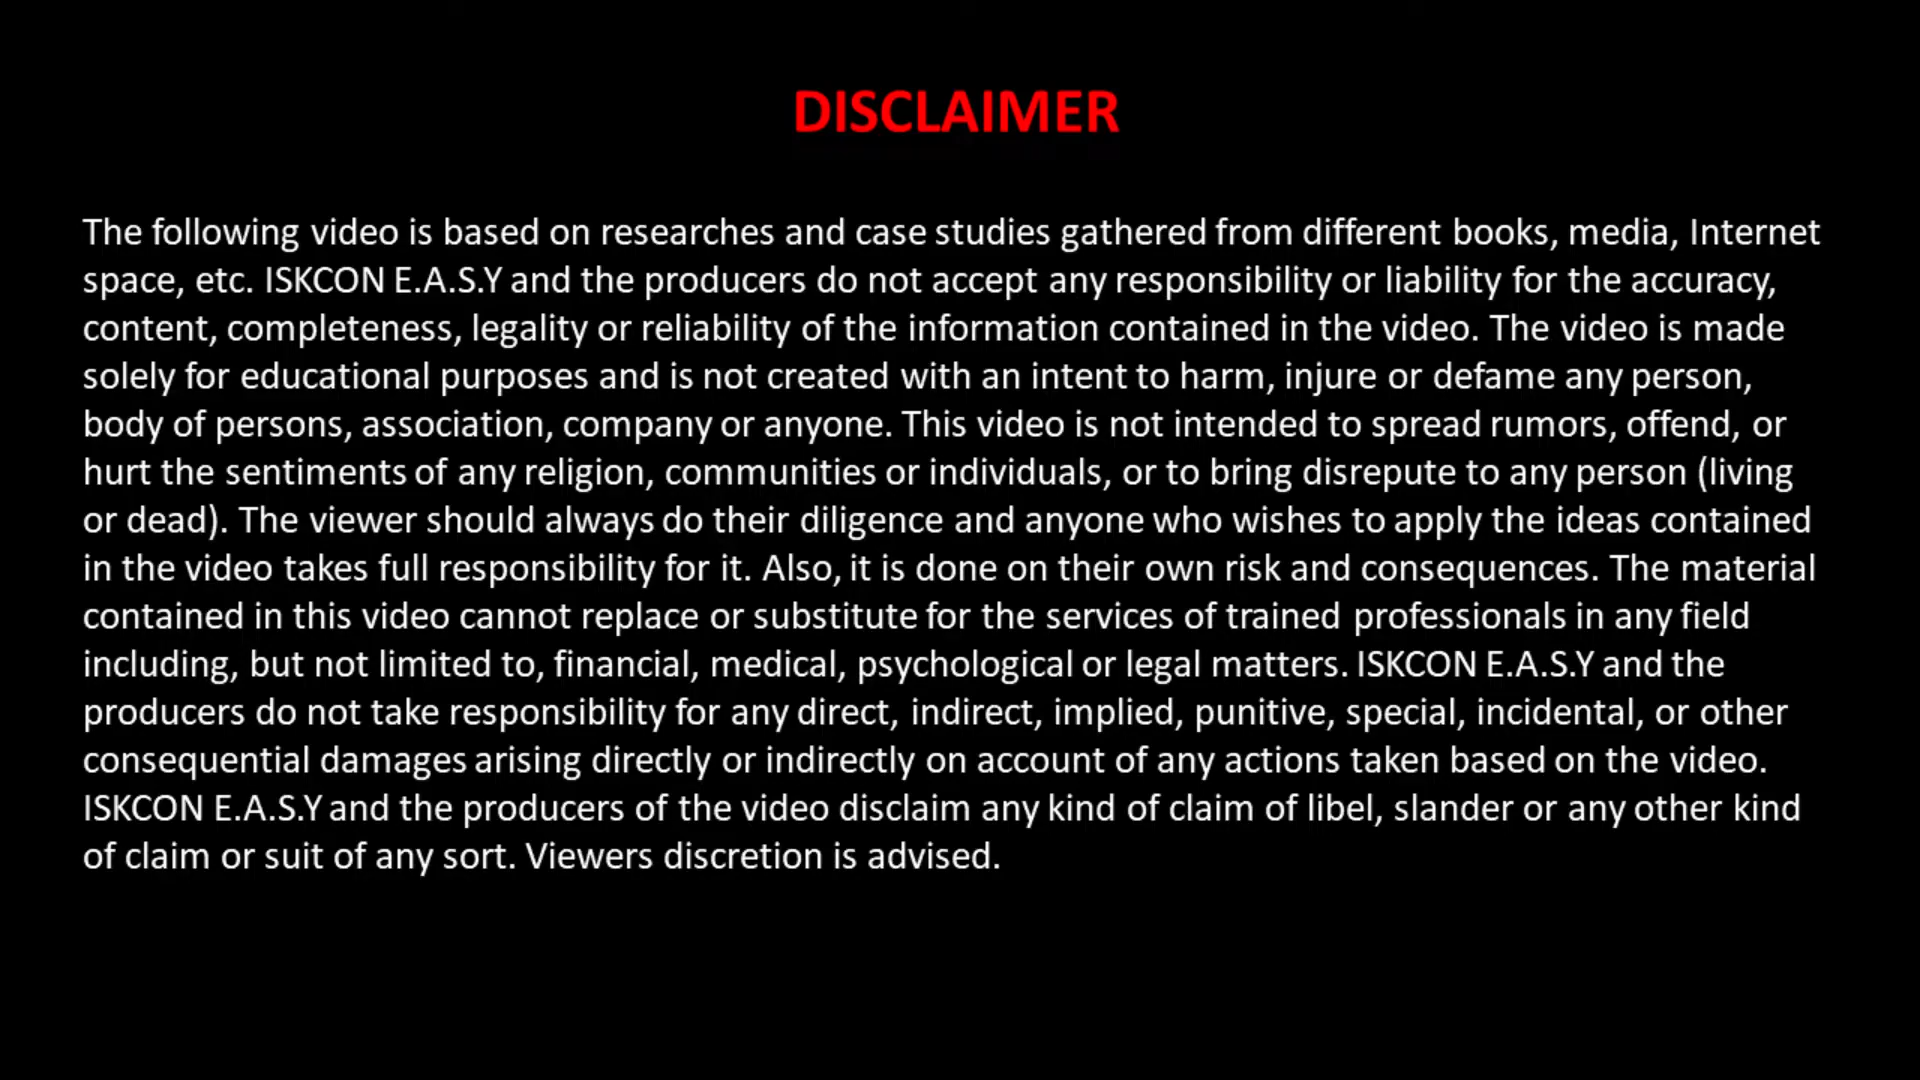 DISCLAIMER
The following video is based on researches and case studies gathered from different books, media, Internet
space, etc. ISKCON E.A.S.Y and the producers do not accept any responsibility or liability for the accuracy,
content, completeness, legality or reliability of the information contained in the video. The video is made
solely for educational purposes and is not created with an intent to harm, injure or defame any person,
body of persons, association, company or anyone. This video is not intended to spread rumors, offend, or
hurt the sentiments of any religion, communities or individuals, or to bring disrepute to any person (living
or dead). The viewer should always do their diligence and anyone who wishes to apply the ideas contained
in the video takes full responsibility for it. Also, it is done on their own risk and consequences. The material
contained in this video cannot replace or substitute for the services of trained professionals in any field
including, but not limited to, financial, medical, psychological or legal matters. ISKCON E.A.S.Y and the
producers do not take responsibility for any direct, indirect, implied, punitive, special, incidental, or other
consequential damages arising directly or indirectly on account of any actions taken based on the video.
ISKCON E.A.S.Y and the producers of the video disclaim any kind of claim of libel, slander or any other kind
of claim or suit of any sort. Viewers discretion is advised.